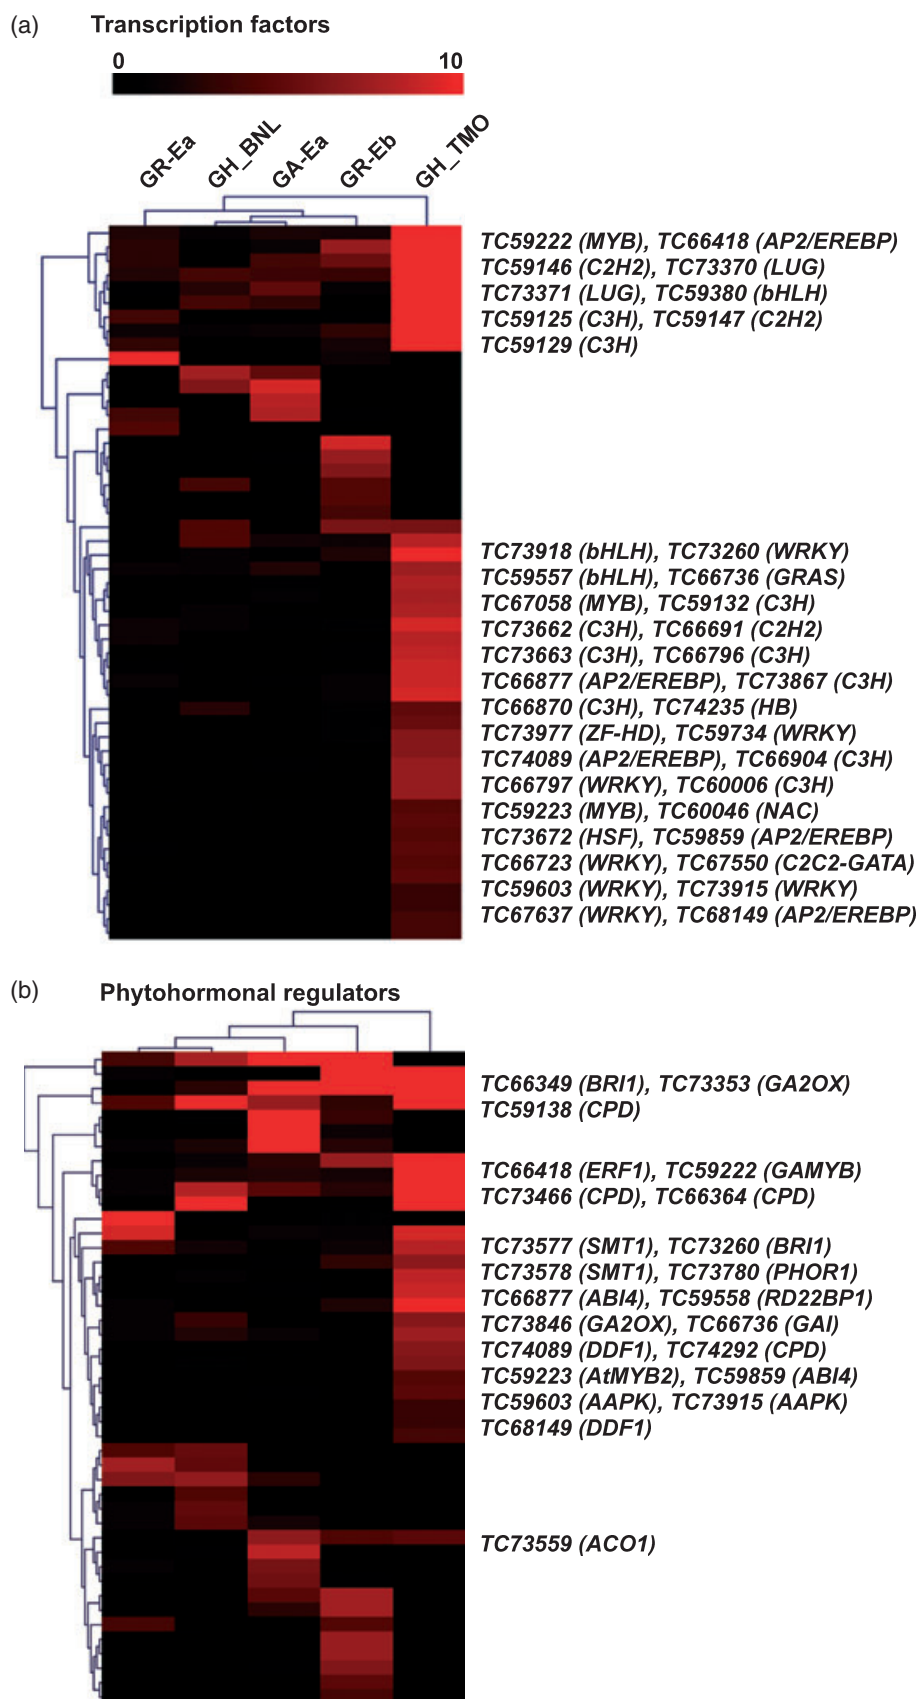 (a) Transcription factors
0 10
GR-Ea GH_BNL GA-Ea GR-Eb GH_TMO
TC59222 (MYB), TC66418 (AP2/EREBP)
TC59146 (C2H2), TC73370 (LUG)
TC73371 (LUG), TC59380 (bHLH)
TC59125 (C3H), TC59147 (C2H2)
TC59129 (C3H)
TC73918 (bHLH), TC73260 (WRKY)
TC59557 (bHLH), TC66736 (GRAS)
TC67058 (MYB), TC59132 (C3H)
TC73662 (C3H), TC66691 (C2H2)
TC73663 (C3H), TC66796 (C3H)
TC66877 (AP2/EREBP), TC73867 (C3H)
TC66870 (C3H), TC74235 (HB)
TC73977 (ZF-HD), TC59734 (WRKY)
TC74089 (AP2/EREBP), TC66904 (C3H)
TC66797 (WRKY), TC60006 (C3H)
TC59223 (MYB), TC60046 (NAC)
TC73672 (HSF), TC59859 (AP2/EREBP)
TC66723 (WRKY), TC67550 (C2C2-GATA)
TC59603 (WRKY), TC73915 (WRKY)
TC67637 (WRKY), TC68149 (AP2/EREBP)
(b) Phytohormonal regulators
TC66349 (BRI1), TC73353 (GA2OX)
TC59138 (CPD)
TC66418 (ERF1), TC59222 (GAMYB)
TC73466 (CPD), TC66364 (CPD)
TC73577 (SMT1), TC73260 (BRI1)
TC73578 (SMT1), TC73780 (PHOR1)
TC66877 (ABI4), TC59558 (RD22BP1)
TC73846 (GA2OX), TC66736 (GAI)
TC74089 (DDF1), TC74292 (CPD)
TC59223 (AtMYB2), TC59859 (ABI4)
TC59603 (AAPK), TC73915 (AAPK)
TC68149 (DDF1)
TC73559 (ACO1)